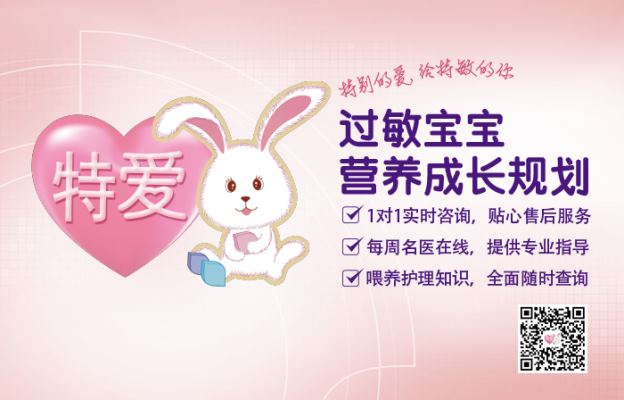 特别的爱 给特敏的你
特爱
过敏宝宝
营养成长规划
1对1实时咨询，贴心售后服务
每周名医在线，提供专业指导
喂养护理知识，全面随时查询